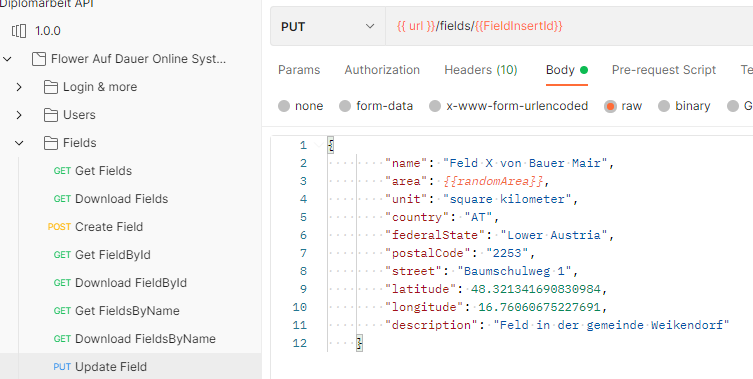 Diplomarbeit API
1.0.0
Flower Auf Dauer Online Syst...
Login & more
Users
Fields
GET Get Fields
GET Download Fields
POST Create Field
GET Get FieldById
GET Download FieldById
GET Get FieldsByName
GET Download FieldsByName
PUT Update Field
PUT {{ url }}/fields/{{FieldInsertId}}
Params Authorization Headers (10) Body Pre-request Script Te
none form-data x-www-form-urlencoded raw binary G
1 {
2 "name": "Feld X von Bauer Mair",
3 "area": {{randomArea}},
4 "unit": "square kilometer",
5 "country": "AT",
6 "federalState": "Lower Austria",
7 "postalCode": "2253",
8 "street": "Baumschulweg 1",
9 "latitude": 48.321341690830984,
10 "longitude": 16.76060675227691,
11 "description": "Feld in der gemeinde Weikendorf"
12 }